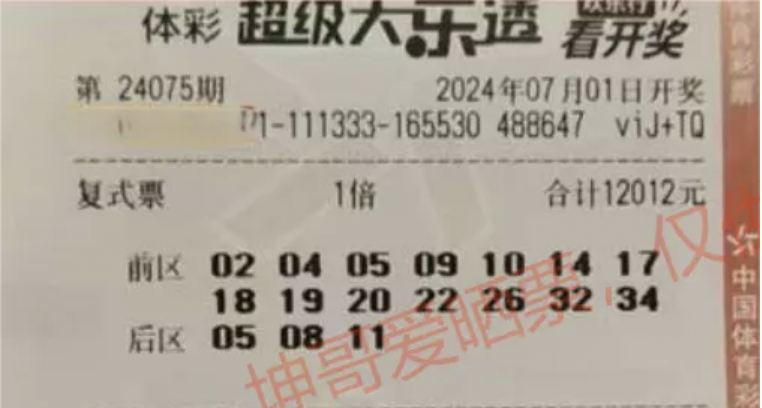 体彩 超级大乐透
看开奖
第 24075期 2024年07月01日开奖
1-111333-165530 488647 viJ+TQ
复式票 1倍 合计12012元
前区 02 04 05 09 10 14 17
18 19 20 22 26 32 34
后区 05 08 11
坤哥爱晒票，仅
体育彩票
中国体育彩